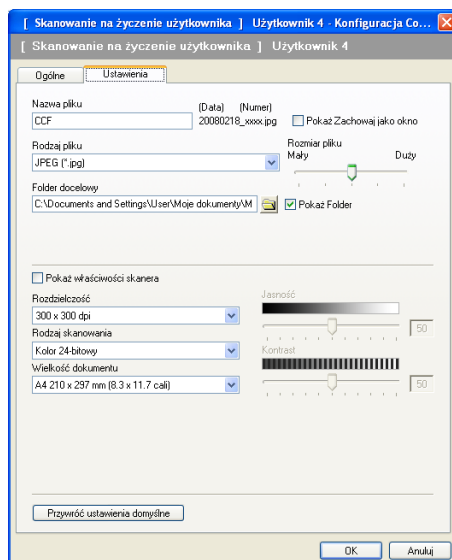 [ Skanowanie na życzenie użytkownika ] Użytkownik 4 - Konfiguracja Co...
[ Skanowanie na życzenie użytkownika ] Użytkownik 4
Ogólne Ustawienia
Nazwa pliku (Data) (Numer)
CCF 20080218_xxxx.jpg Pokaż Zachowaj jako okno
Rodzaj pliku Rozmiar pliku
JPEG (*.jpg) Mały Duży
Folder docelowy
C:\Documents and Settings\User\Moje dokumenty\M Pokaż Folder
Pokaż właściwości skanera
Rozdzielczość Jasność
300 x 300 dpi 50
Rodzaj skanowania
Kolor 24-bitowy Kontrast
Wielkość dokumentu
A4 210 x 297 mm (8.3 x 11.7 cali) 50
Przywróć ustawienia domyślne
OK Anuluj